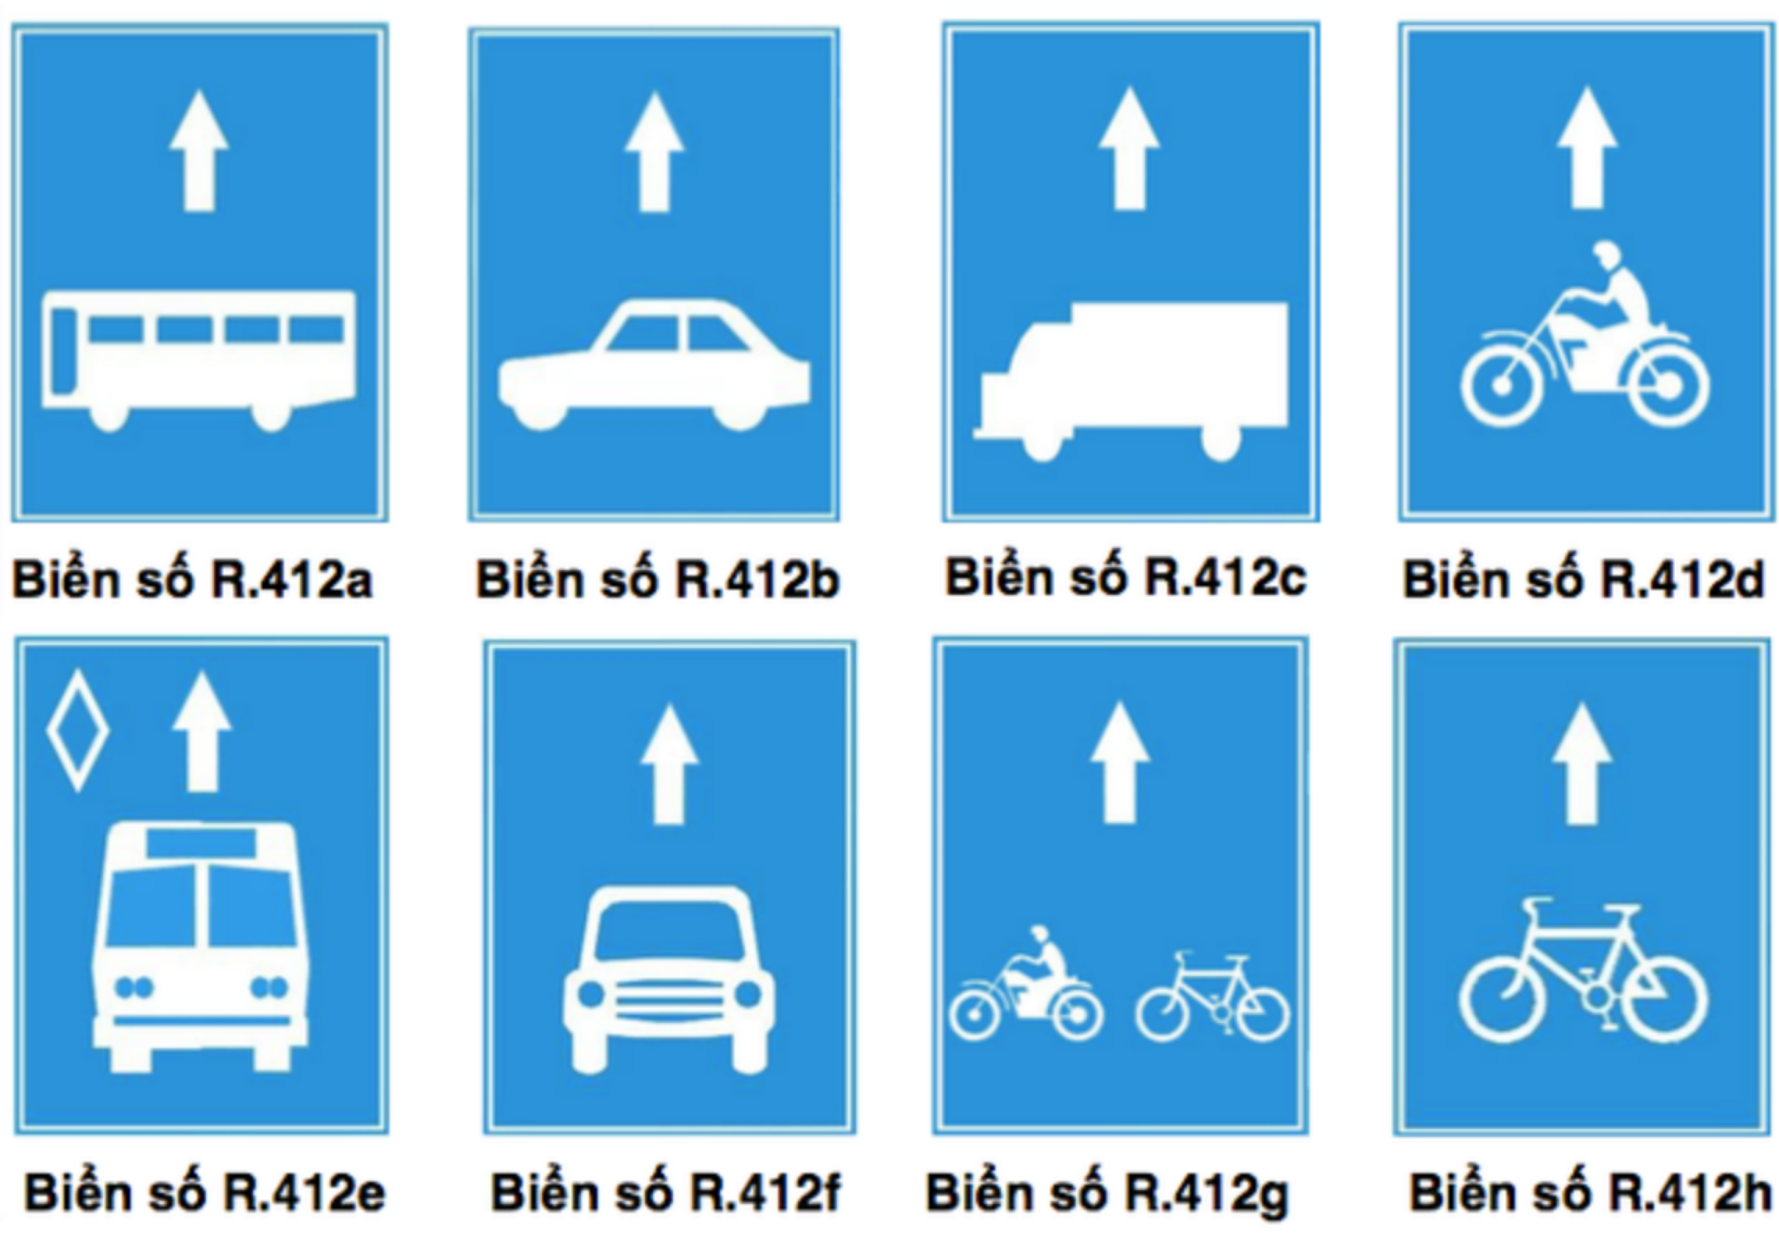 Biển số R.412a
Biển số R.412b
Biển số R.412c
Biển số R.412d
Biển số R.412e
Biển số R.412f
Biển số R.412g
Biển số R.412h